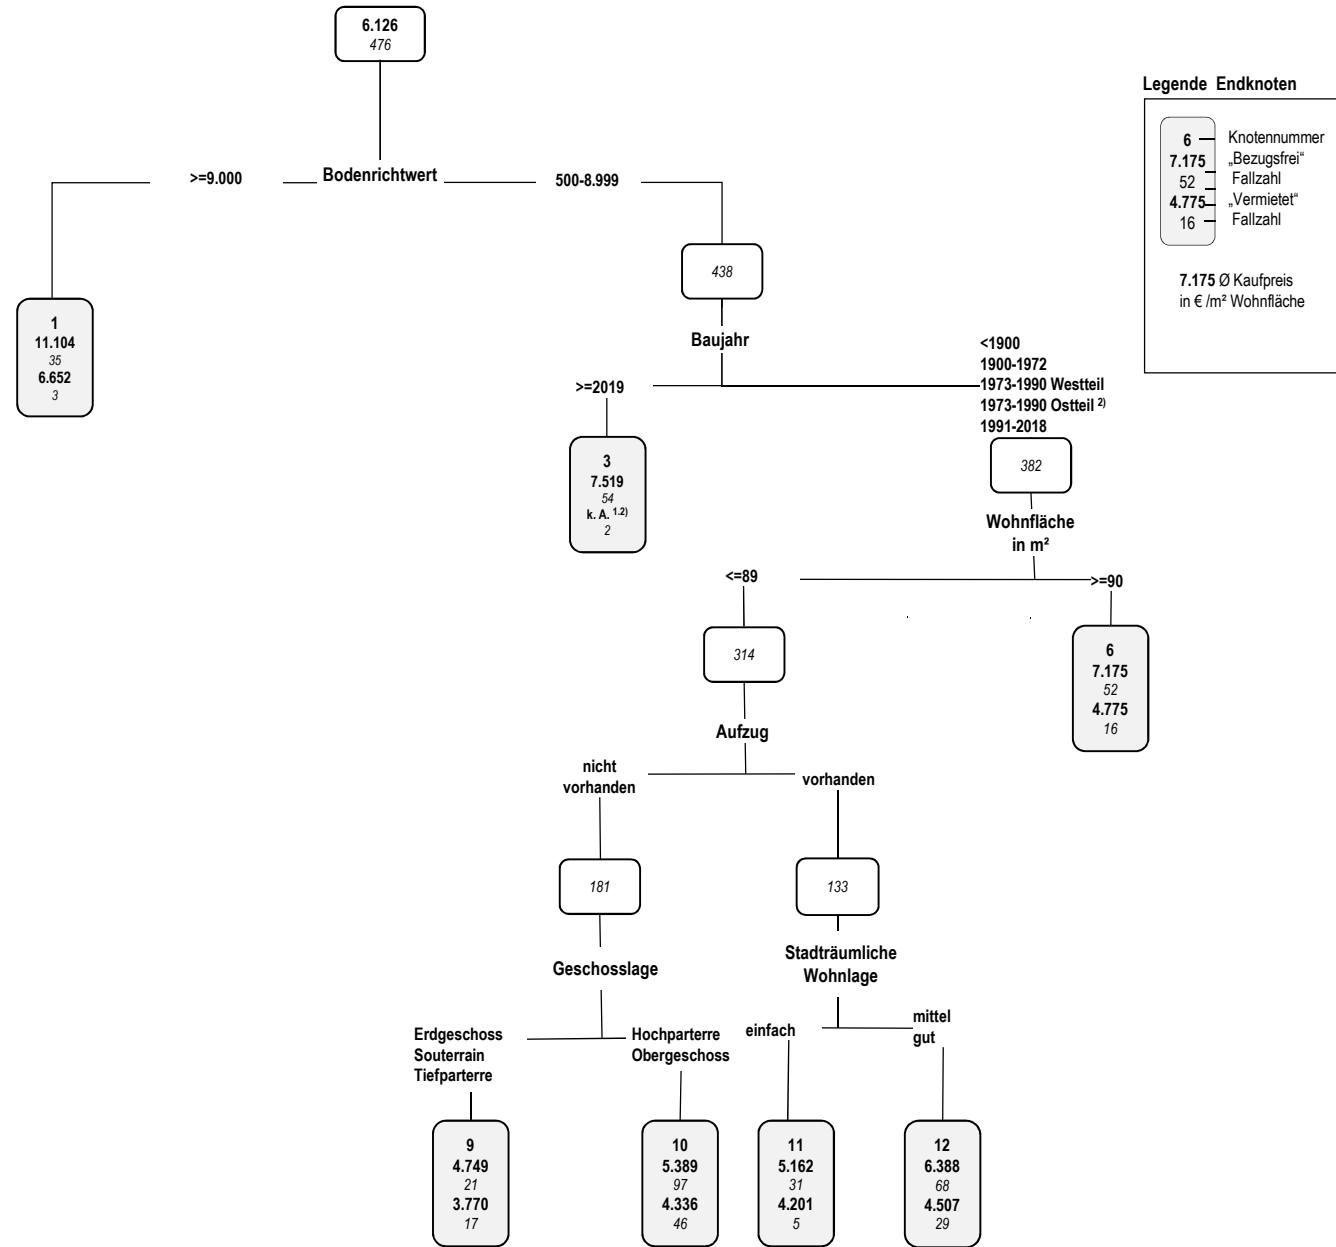 6.126
476
Legende Endknoten
6
Knotennummer
7.175
„Bezugsfrei“
52
Fallzahl
4.775
„Vermietet“
16
Fallzahl
7.175 Ø Kaufpreis
in € /m² Wohnfläche
>=9.000
Bodenrichtwert
500-8.999
438
1
11.104
35
6.652
3
Baujahr
>=2019
<1900
1900-1972
1973-1990 Westteil
1973-1990 Ostteil ²⁾
1991-2018
3
7.519
54
k. A. ¹·²⁾
2
382
Wohnfläche
in m²
<=89
>=90
314
6
7.175
52
4.775
16
Aufzug
nicht
vorhanden
vorhanden
181
133
Geschosslage
Stadträumliche
Wohnlage
Erdgeschoss
Souterrain
Tiefparterre
Hochparterre
Obergeschoss
einfach
mittel
gut
9
4.749
21
3.770
17
10
5.389
97
4.336
46
11
5.162
31
4.201
5
12
6.388
68
4.507
29